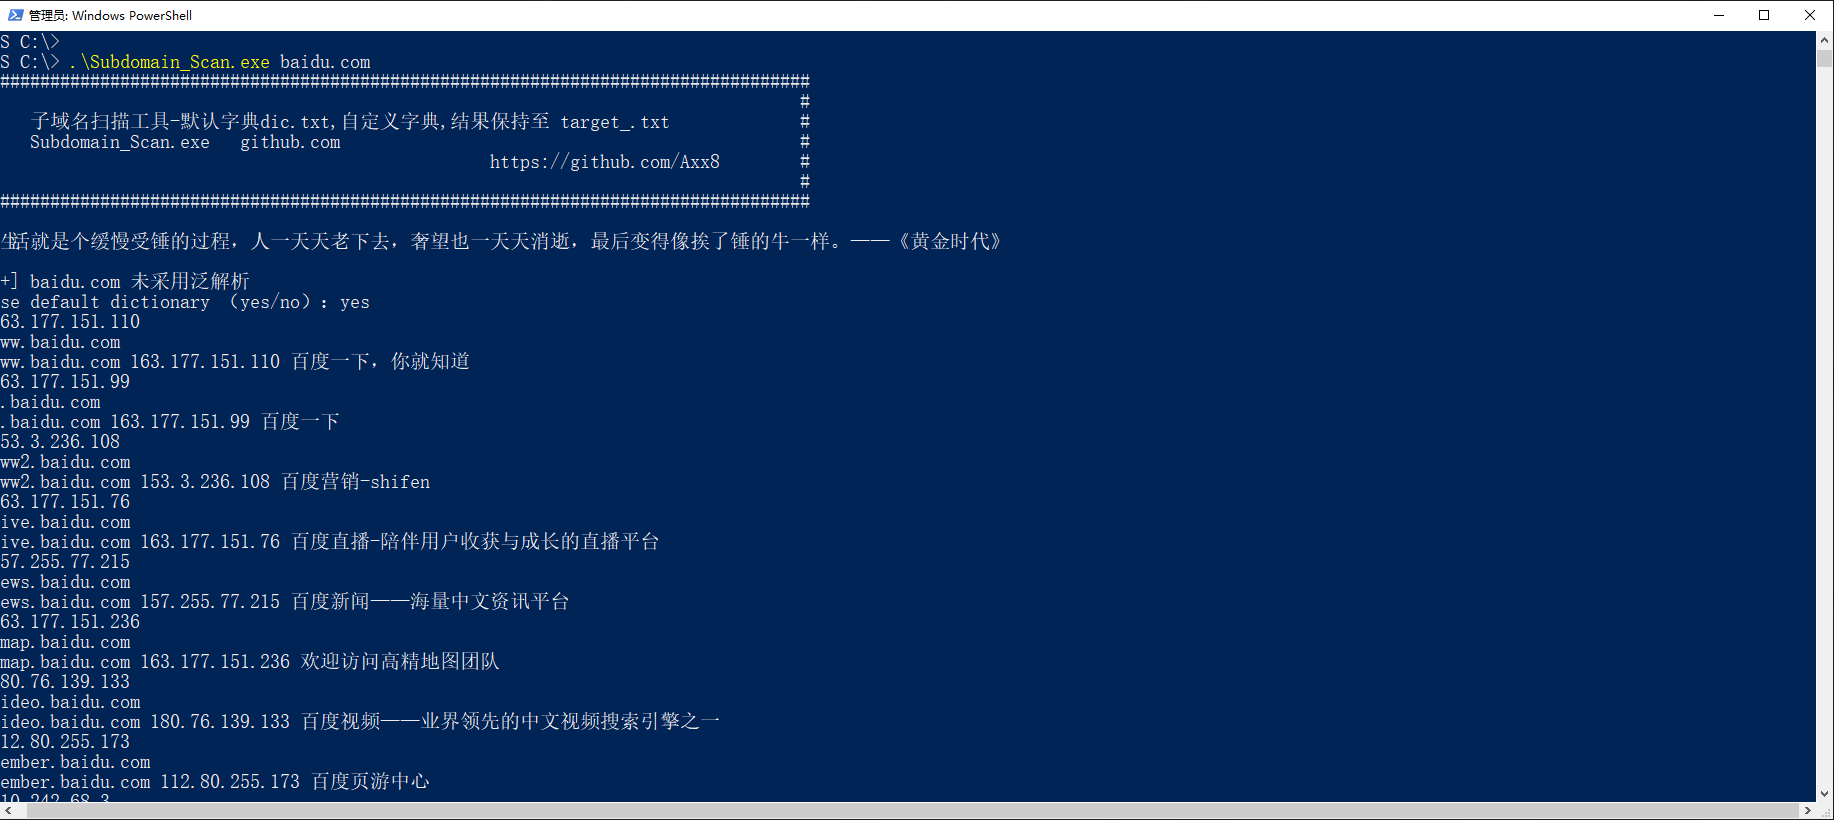 管理员: Windows PowerShell
S C:\>
S C:\> .\Subdomain_Scan.exe baidu.com
#################################################################################
#
子域名扫描工具-默认字典dic.txt,自定义字典,结果保持至 target_.txt #
Subdomain_Scan.exe github.com #
https://github.com/Axx8 #
#
#################################################################################
生活就是个缓慢受锤的过程，人一天天老下去，奢望也一天天消逝，最后变得像挨了锤的牛一样。——《黄金时代》
+] baidu.com 未采用泛解析
se default dictionary （yes/no）: yes
63.177.151.110
ww.baidu.com
ww.baidu.com 163.177.151.110 百度一下，你就知道
63.177.151.99
.baidu.com
.baidu.com 163.177.151.99 百度一下
53.3.236.108
ww2.baidu.com
ww2.baidu.com 153.3.236.108 百度营销-shifen
63.177.151.76
ive.baidu.com
ive.baidu.com 163.177.151.76 百度直播-陪伴用户收获与成长的直播平台
57.255.77.215
ews.baidu.com
ews.baidu.com 157.255.77.215 百度新闻——海量中文资讯平台
63.177.151.236
map.baidu.com
map.baidu.com 163.177.151.236 欢迎访问高精地图团队
80.76.139.133
ideo.baidu.com
ideo.baidu.com 180.76.139.133 百度视频——业界领先的中文视频搜索引擎之一
12.80.255.173
ember.baidu.com
ember.baidu.com 112.80.255.173 百度页游中心
10.242.68.3